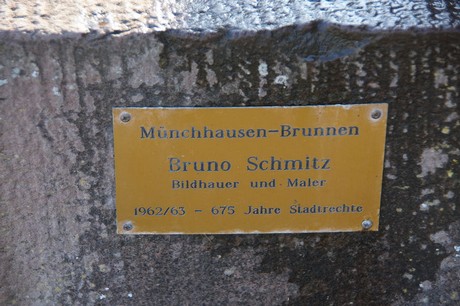 Münchhausen-Brunnen
Bruno Schmitz
Bildhauer und Maler
1962/63 - 675 Jahre Stadtrechte